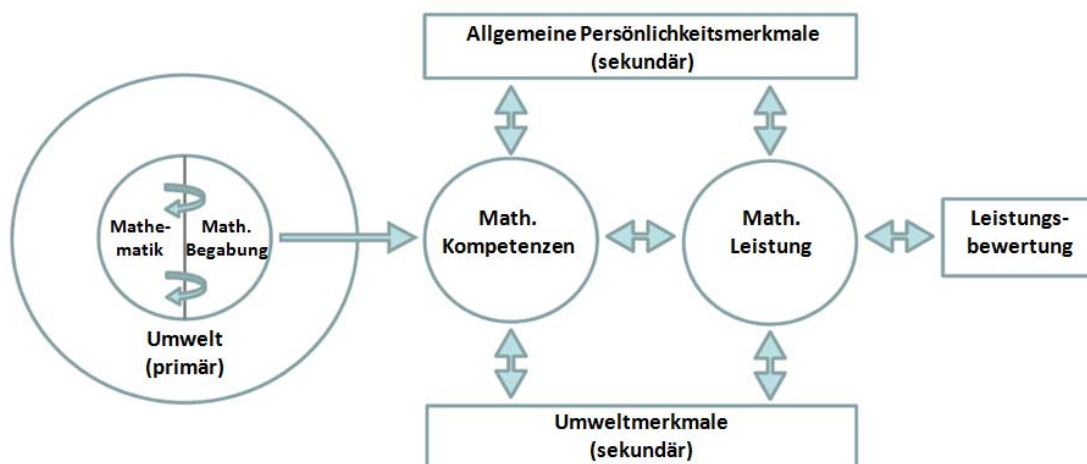 Allgemeine Persönlichkeitsmerkmale
(sekundär)
Mathe-
matik
Math.
Begabung
Umwelt
(primär)
Math.
Kompetenzen
Math.
Leistung
Leistungs-
bewertung
Umweltmerkmale
(sekundär)